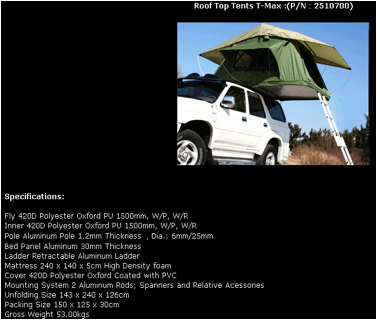 Roof Top Tents T-Max :(P/N : 2510700)
Specifications:
Fly 420D Polyester Oxford PU 1500mm, W/P, W/R
Inner 420D Polyester Oxford PU 1500mm, W/P, W/R
Pole Aluminum Pole 1.2mm Thickness , Dia.: 6mm/25mm
Bed Panel Aluminum 30mm Thickness
Ladder Retractable Aluminum Ladder
Mattress 240 x 140 x 5cm High Density foam
Cover 420D Polyester Oxford Coated with PVC
Mounting System 2 Aluminum Rods; Spanners and Relative Acessories
Unfolding Size 143 x 240 x 126cm
Packing Size 150 x 125 x 30cm
Gross Weight 53.00kgs